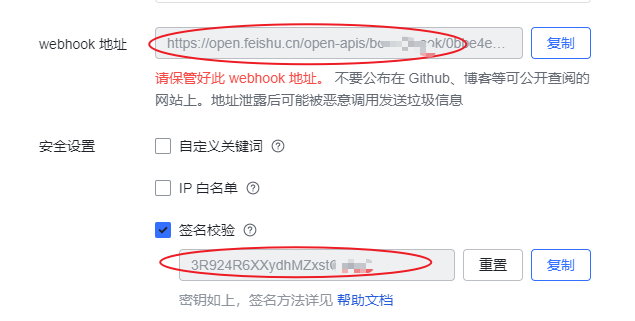 webhook 地址
https://open.feishu.cn/open-apis/bo ok/0bbe4e...
复制
请保管好此 webhook 地址。 不要公布在 Github、博客等可公开查阅的
网站上。地址泄露后可能被恶意调用发送垃圾信息
安全设置
自定义关键词
IP 白名单
签名校验
3R924R6XXydhMZxst
重置
复制
密钥如上，签名方法详见 帮助文档